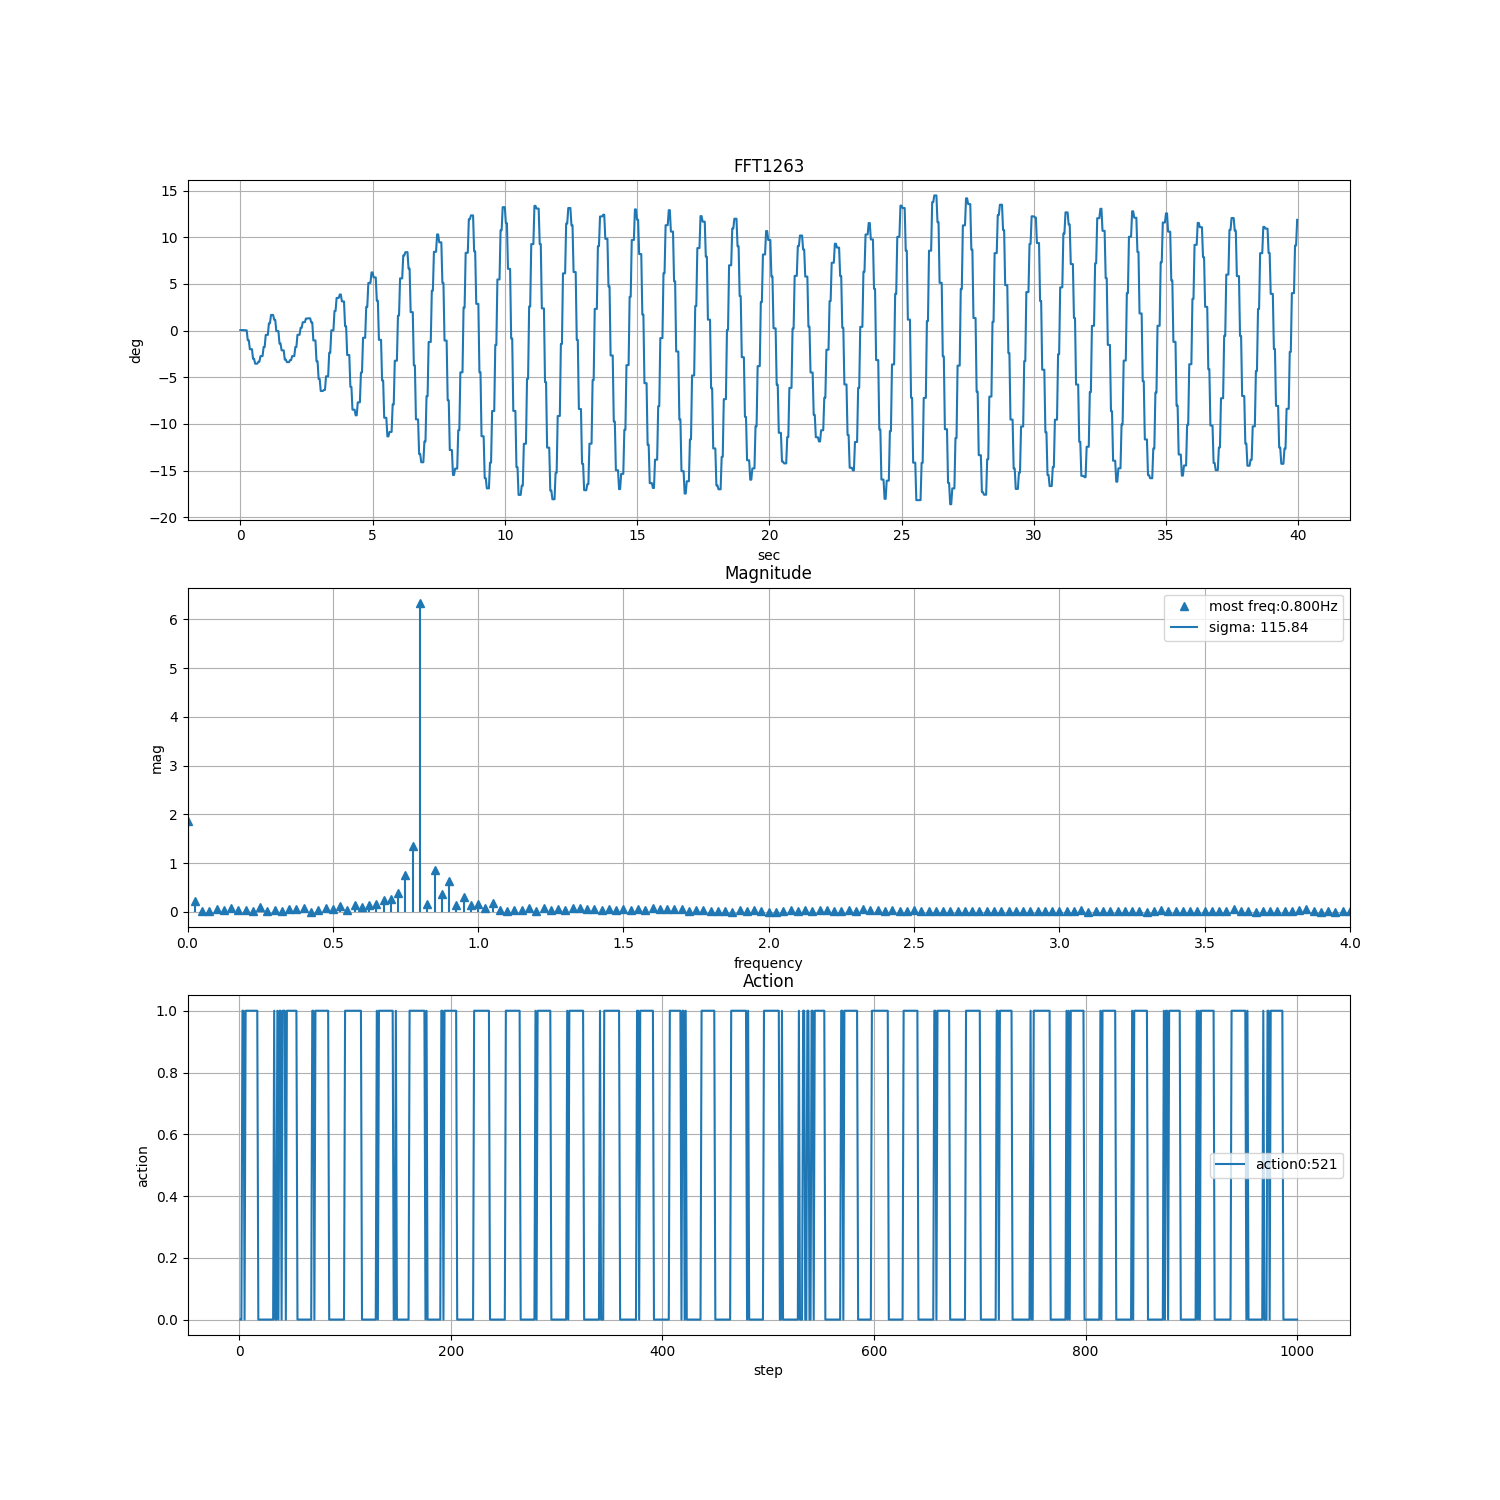 FFT1263
15
10
5
0
−5
−10
−15
−20
deg
0 5 10 15 20 25 30 35 40
sec
Magnitude
most freq:0.800Hz
sigma: 115.84
6
5
4
3
2
1
0
mag
0.0 0.5 1.0 1.5 2.0 2.5 3.0 3.5 4.0
frequency
Action
1.0
0.8
0.6
0.4
0.2
0.0
action
action0:521
0 200 400 600 800 1000
step